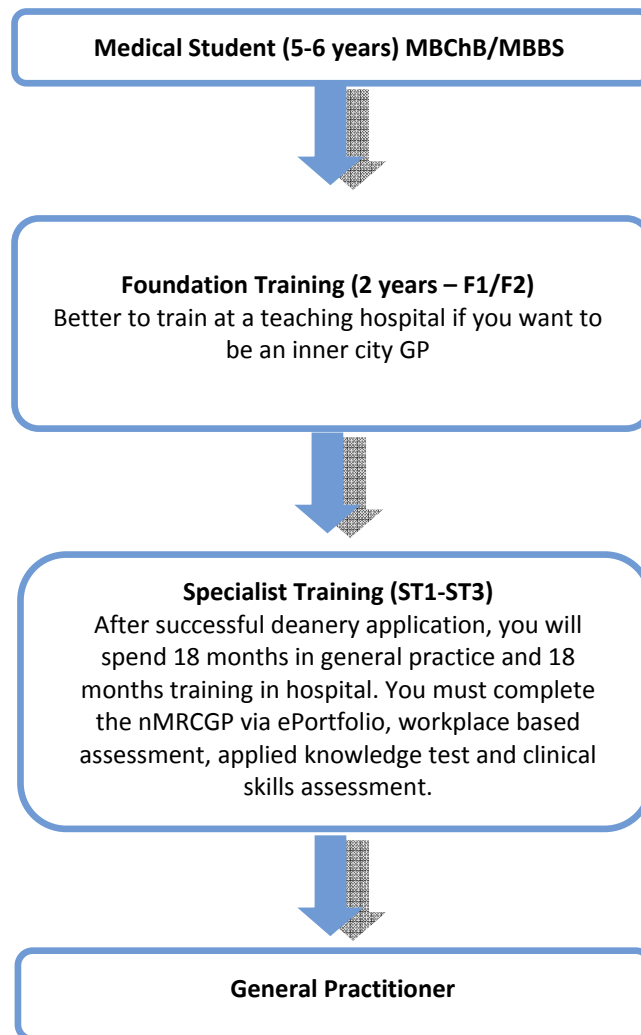 Medical Student (5-6 years) MBChB/MBBS
Foundation Training (2 years – F1/F2)
Better to train at a teaching hospital if you want to
be an inner city GP
Specialist Training (ST1-ST3)
After successful deanery application, you will
spend 18 months in general practice and 18
months training in hospital. You must complete
the nMRCGP via ePortfolio, workplace based
assessment, applied knowledge test and clinical
skills assessment.
General Practitioner